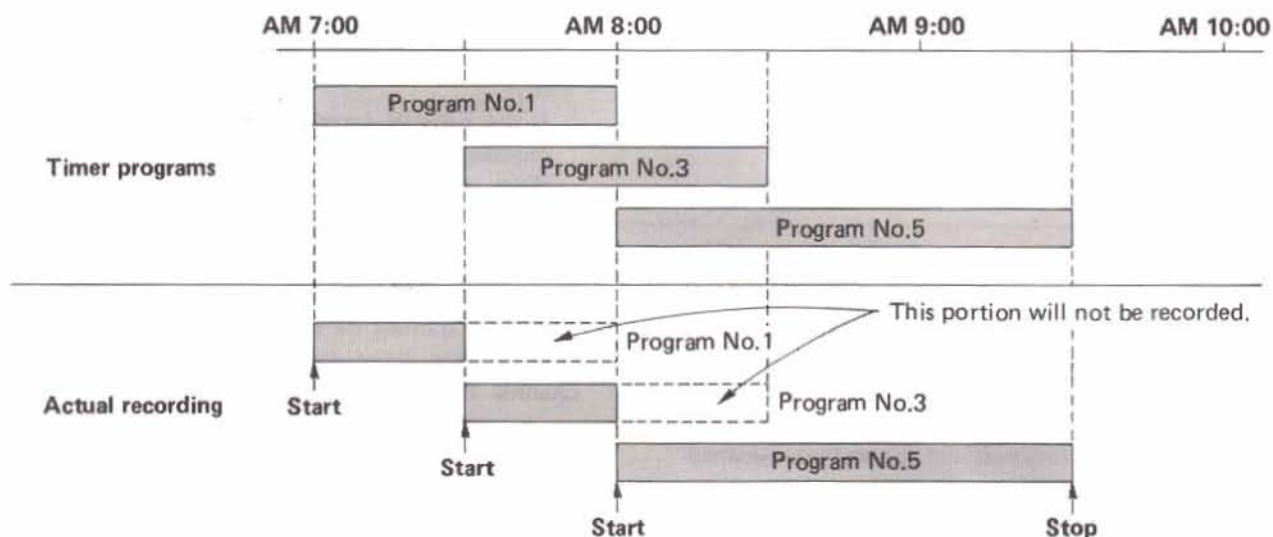 AM 7:00 AM 8:00 AM 9:00 AM 10:00
Program No.1
Timer programs
Program No.3
Program No.5
This portion will not be recorded.
Program No.1
Actual recording
Start
Program No.3
Start
Program No.5
Start
Stop